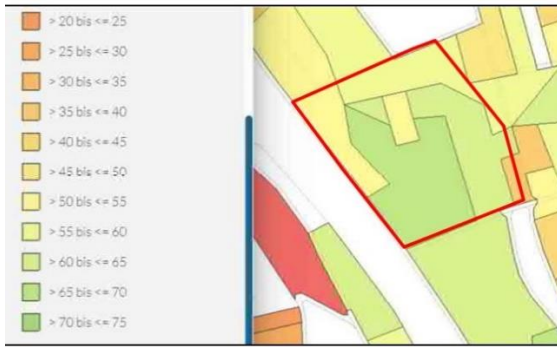 > 20 bis <= 25
> 25 bis <= 30
> 30 bis <= 35
> 35 bis <= 40
> 40 bis <= 45
> 45 bis <= 50
> 50 bis <= 55
> 55 bis <= 60
> 60 bis <= 65
> 65 bis <= 70
> 70 bis <= 75